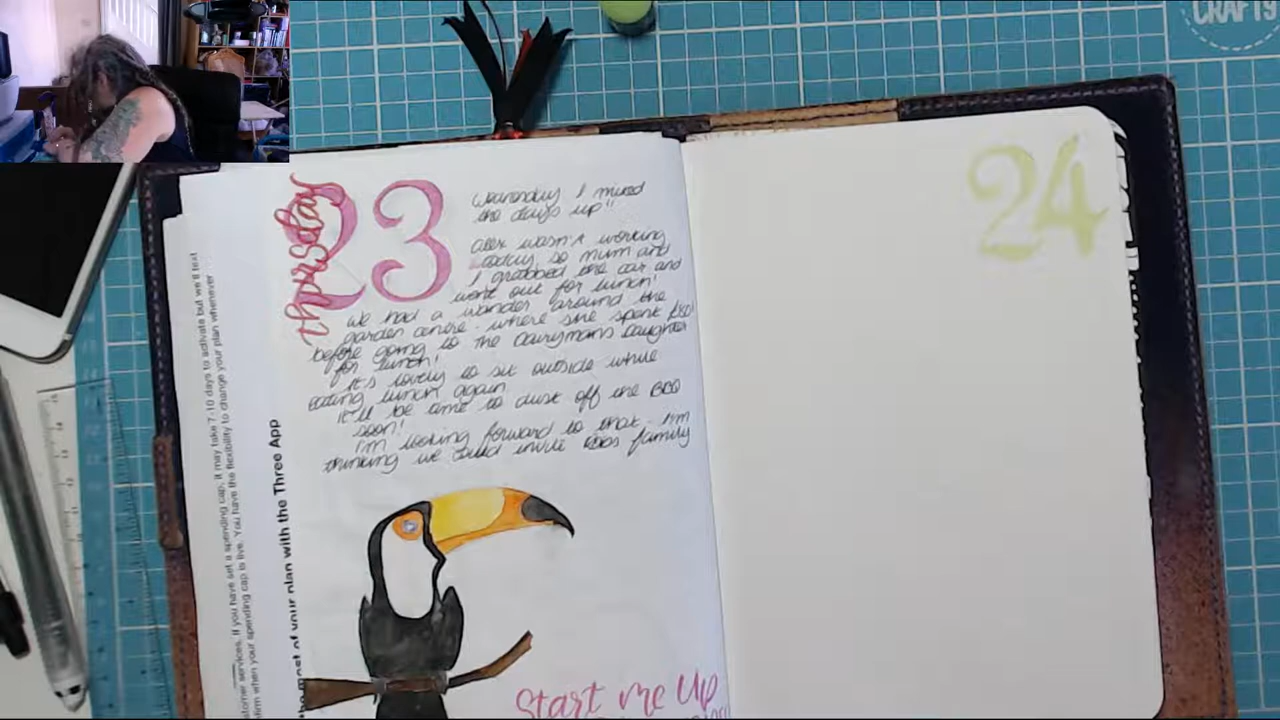 CRAFTY
thursday
23
Wednesday I mixed
the days up!!
Alex wasn't working
today so mum and
I grabbed the car and
went out for lunch!
We had a wander around the
garden centre - where she spent £80!
before going to the Dairymans Daughter
for lunch!
It's lovely to sit outside while
eating lunch again
It'll be time to dust off the BBQ
soon!
I'm looking forward to that - I'm
thinking we could invite family
Start Me Up
24
customer services. If you have set a spending cap, it may take 7-10 days to activate but we'll text
when your spending cap is live. You have the flexibility to change your plan whenever
most of your plan with the Three App